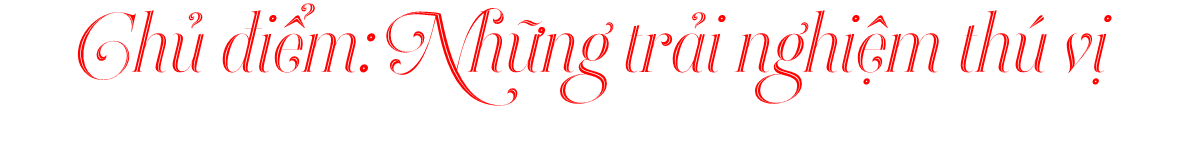 Chủ điểm: Những trải nghiệm thú vị